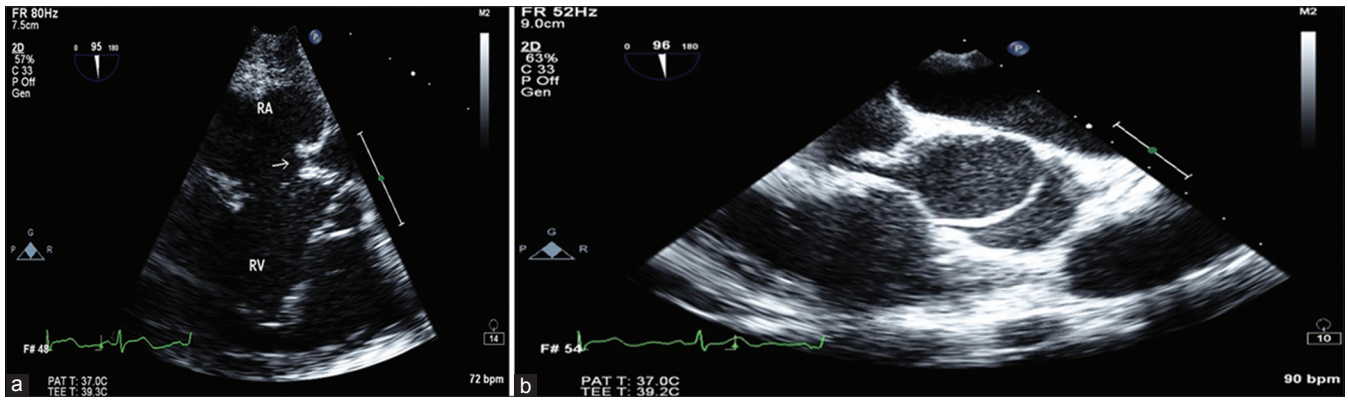 FR 80Hz
7.5cm
M2
0 95 180
P
2D
57%
C 33
P Off
Gen
RA
G
P R
RV
F# 48
14
PAT T: 37.0C
TEE T: 39.3C
72 bpm
a
FR 52Hz
9.0cm
M2
0 96 180
P
2D
63%
C 33
P Off
Gen
G
P R
F# 54
10
PAT T: 37.0C
TEE T: 39.2C
90 bpm
b